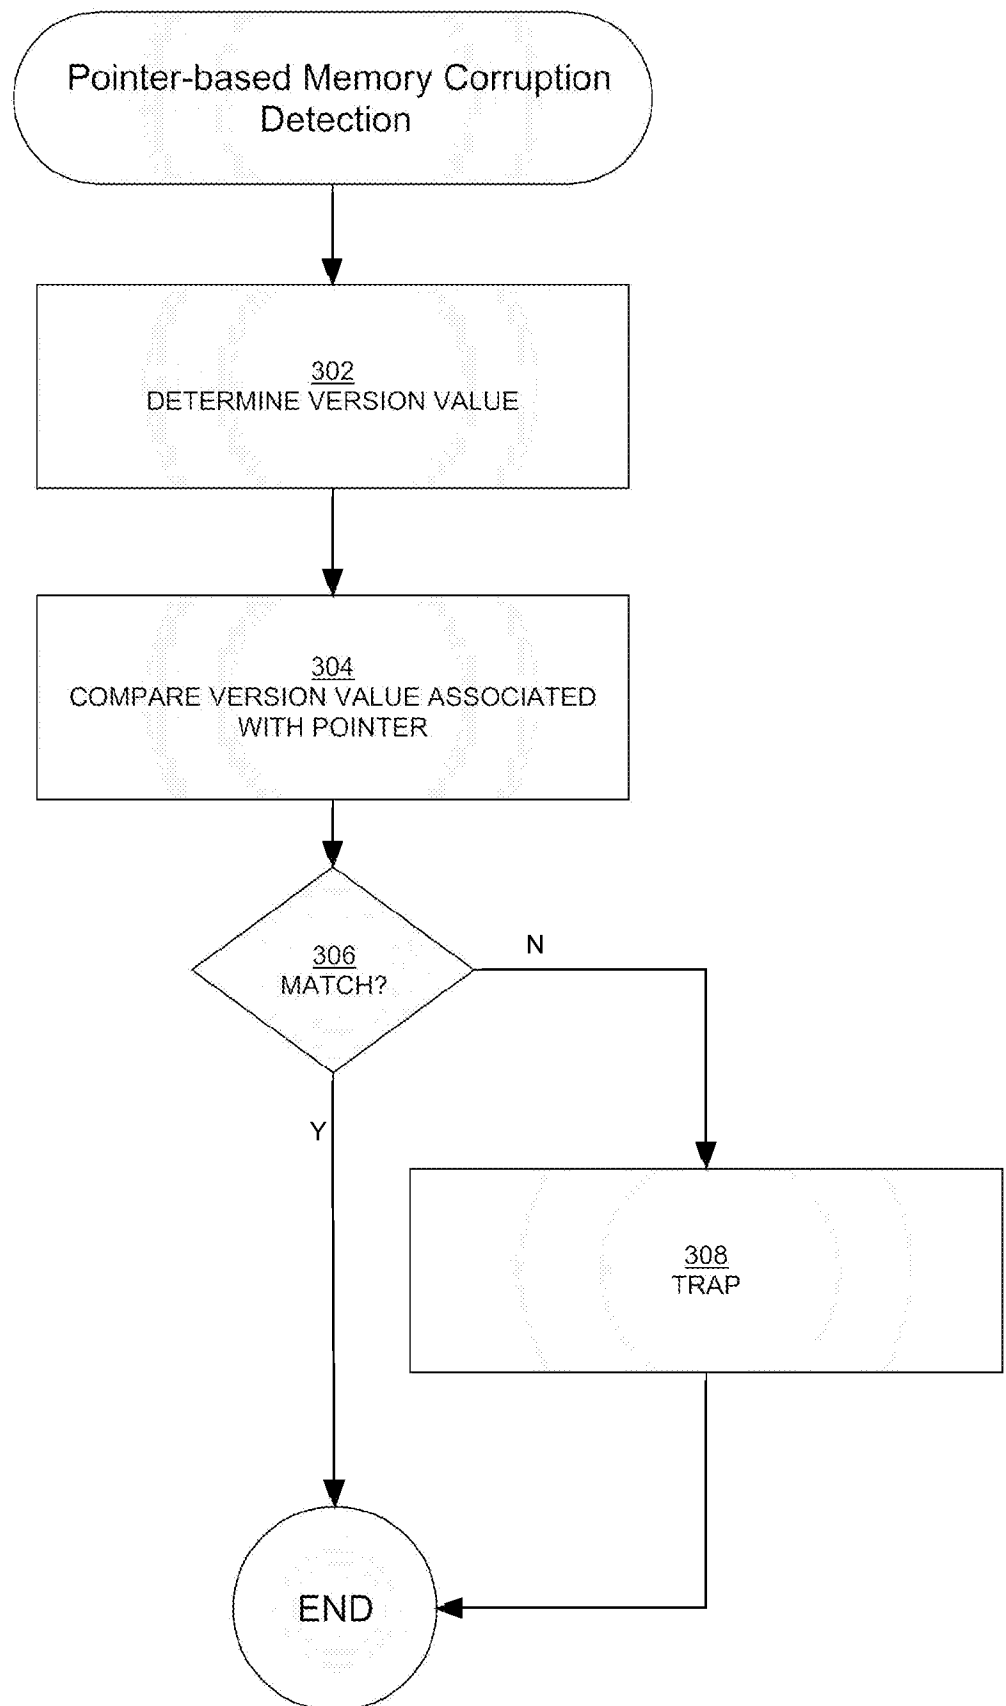 Pointer-based Memory Corruption
Detection
302
DETERMINE VERSION VALUE
304
COMPARE VERSION VALUE ASSOCIATED
WITH POINTER
306
MATCH?
N
Y
308
TRAP
END